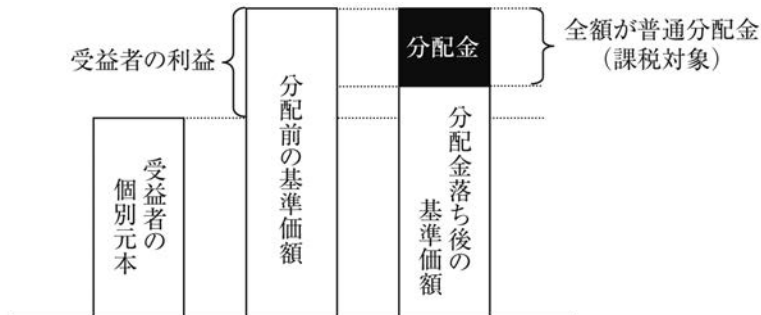 受益者の利益
分配金
全額が普通分配金
（課税対象）
受益者の
個別元本
分配前の基準価額
分配金落ち後の
基準価額